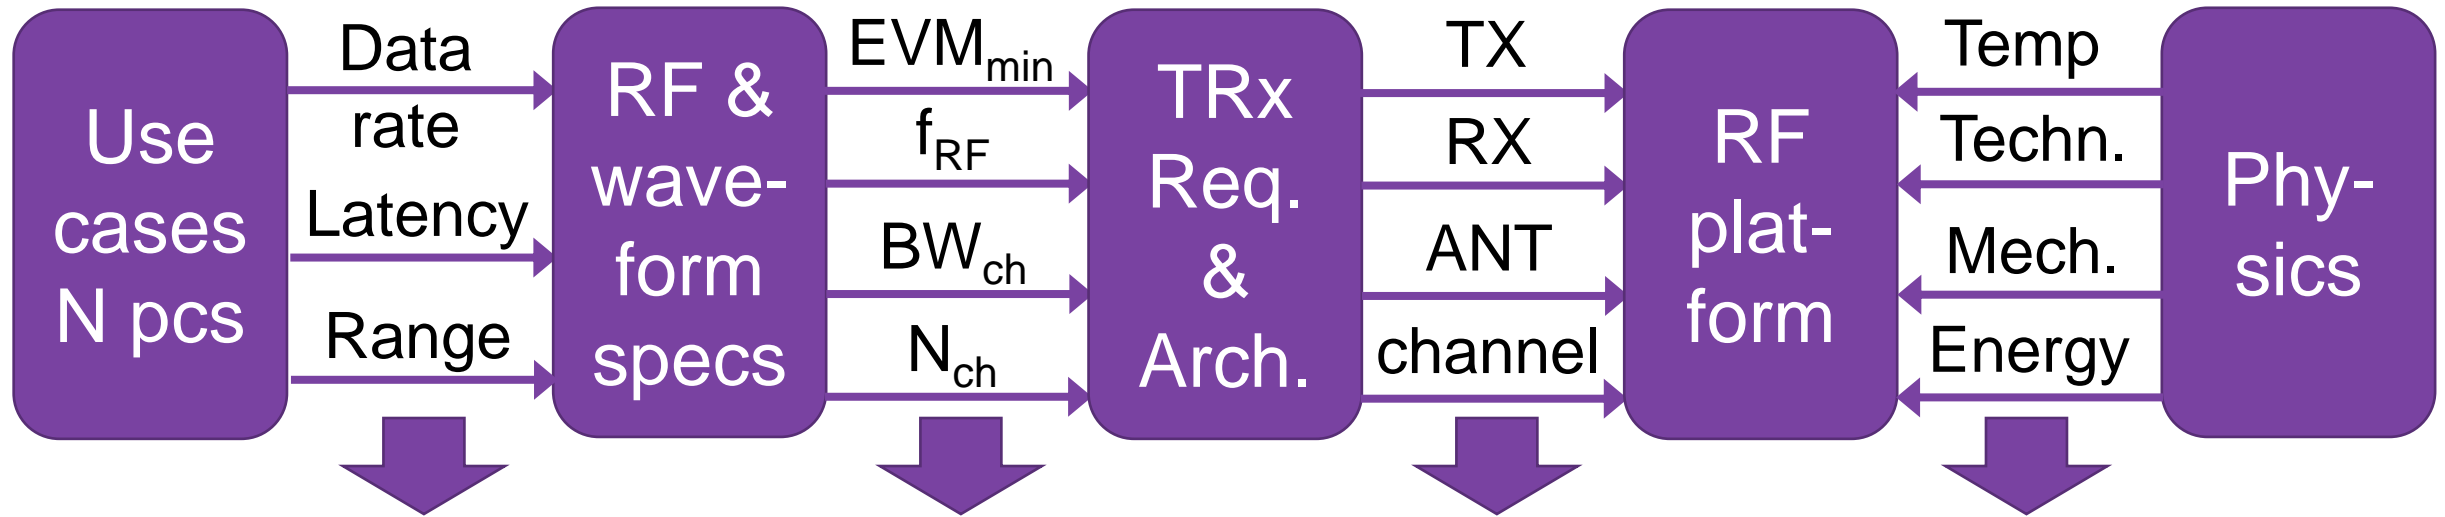 Use
cases
N pcs
Data
rate
Latency
Range
RF &
wave-
form
specs
EVMmin
fRF
BWch
Nch
TRx
Req.
&
Arch.
TX
RX
ANT
channel
RF
plat-
form
Temp
Techn.
Mech.
Energy
Phy-
sics